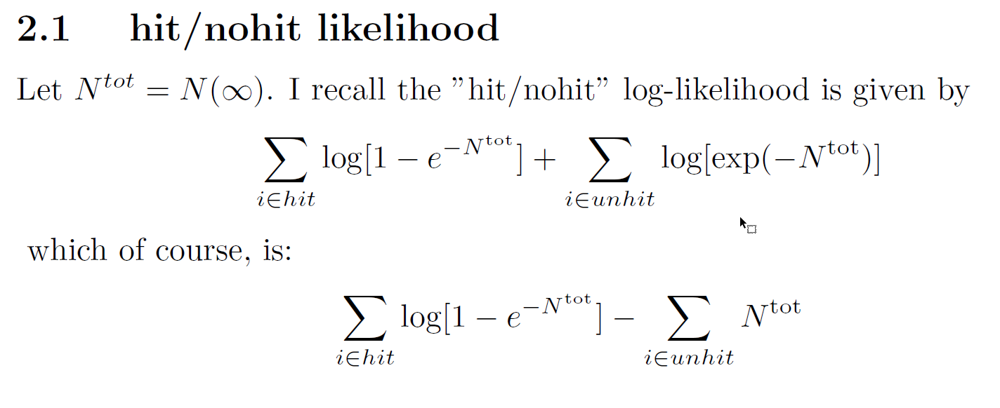 2.1 hit/nohit likelihood
Let $N^{tot} = N(\infty)$. I recall the ”hit/nohit” log-likelihood is given by
$\sum_{i \in hit} \log[1 - e^{-N^{\text{tot}}}] + \sum_{i \in unhit} \log[\exp(-N^{\text{tot}})]$
which of course, is:
$\sum_{i \in hit} \log[1 - e^{-N^{\text{tot}}}] - \sum_{i \in unhit} N^{\text{tot}}$